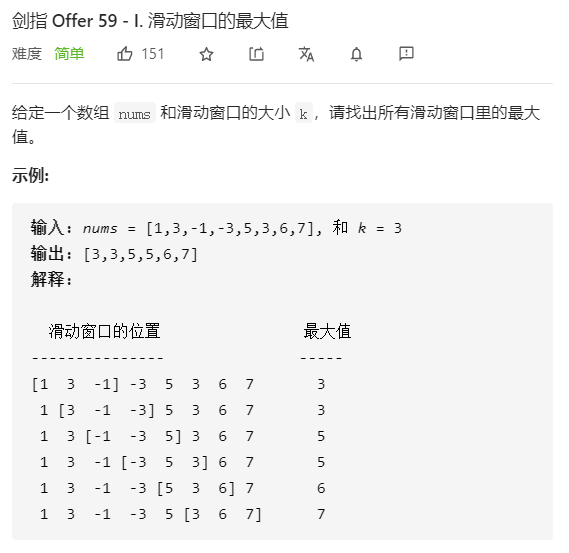 剑指 Offer 59 - I. 滑动窗口的最大值
难度 简单 151
给定一个数组 nums 和滑动窗口的大小 k，请找出所有滑动窗口里的最大
值。
示例:
输入: nums = [1,3,-1,-3,5,3,6,7], 和 k = 3
输出: [3,3,5,5,6,7]
解释:
滑动窗口的位置 最大值
--------------- -----
[1 3 -1] -3 5 3 6 7 3
1 [3 -1 -3] 5 3 6 7 3
1 3 [-1 -3 5] 3 6 7 5
1 3 -1 [-3 5 3] 6 7 5
1 3 -1 -3 [5 3 6] 7 6
1 3 -1 -3 5 [3 6 7] 7